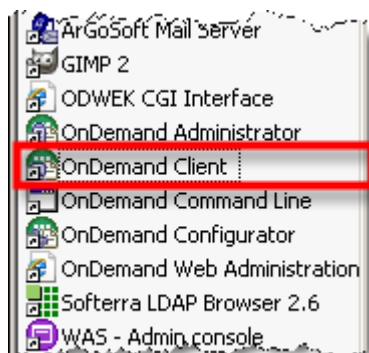 ArGoSoft Mail Server
GIMP 2
ODWEK CGI Interface
OnDemand Administrator
OnDemand Client
OnDemand Command Line
OnDemand Configurator
OnDemand Web Administration
Softerra LDAP Browser 2.6
WAS - Admin console